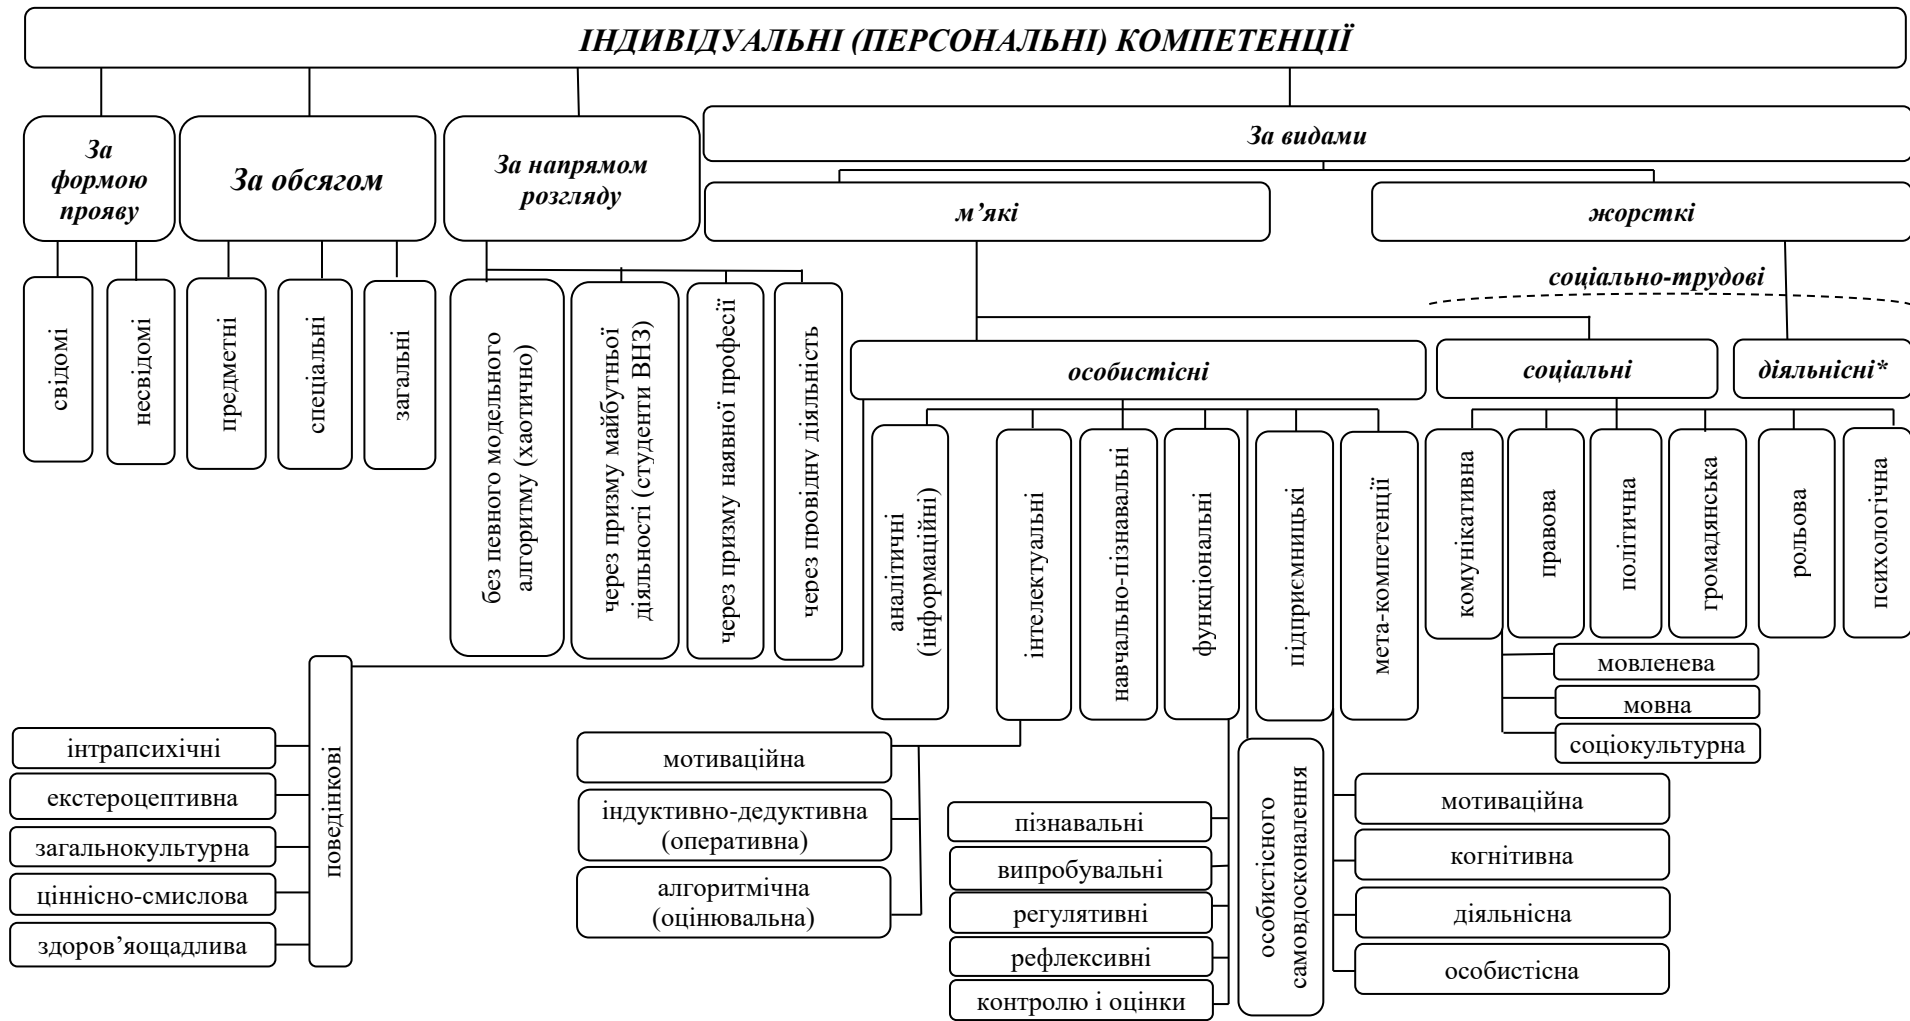 ІНДИВІДУАЛЬНІ (ПЕРСОНАЛЬНІ) КОМПЕТЕНЦІЇ
За
формою
прояву
За обсягом
За напрямом
розгляду
За видами
м’які
жорсткі
соціально-трудові
свідомі
несвідомі
предметні
спеціальні
загальні
без певного модельного
алгоритму (хаотично)
через призму майбутньої
діяльності (студенти ВНЗ)
через призму наявної професії
через провідну діяльність
особистісні
соціальні
діяльнісні*
аналітичні
(інформаційні)
інтелектуальні
навчально-пізнавальні
функціональні
підприємницькі
мета-компетенції
комунікативна
правова
політична
громадянська
рольова
психологічна
мовленева
мовна
соціокультурна
поведінкові
інтрапсихічні
екстероцептивна
загальнокультурна
ціннісно-смислова
здоров’яощадлива
мотиваційна
індуктивно-дедуктивна
(оперативна)
алгоритмічна
(оцінювальна)
пізнавальні
випробувальні
регулятивні
рефлексивні
контролю і оцінки
особистісного
самовдосконалення
мотиваційна
когнітивна
діяльнісна
особистісна